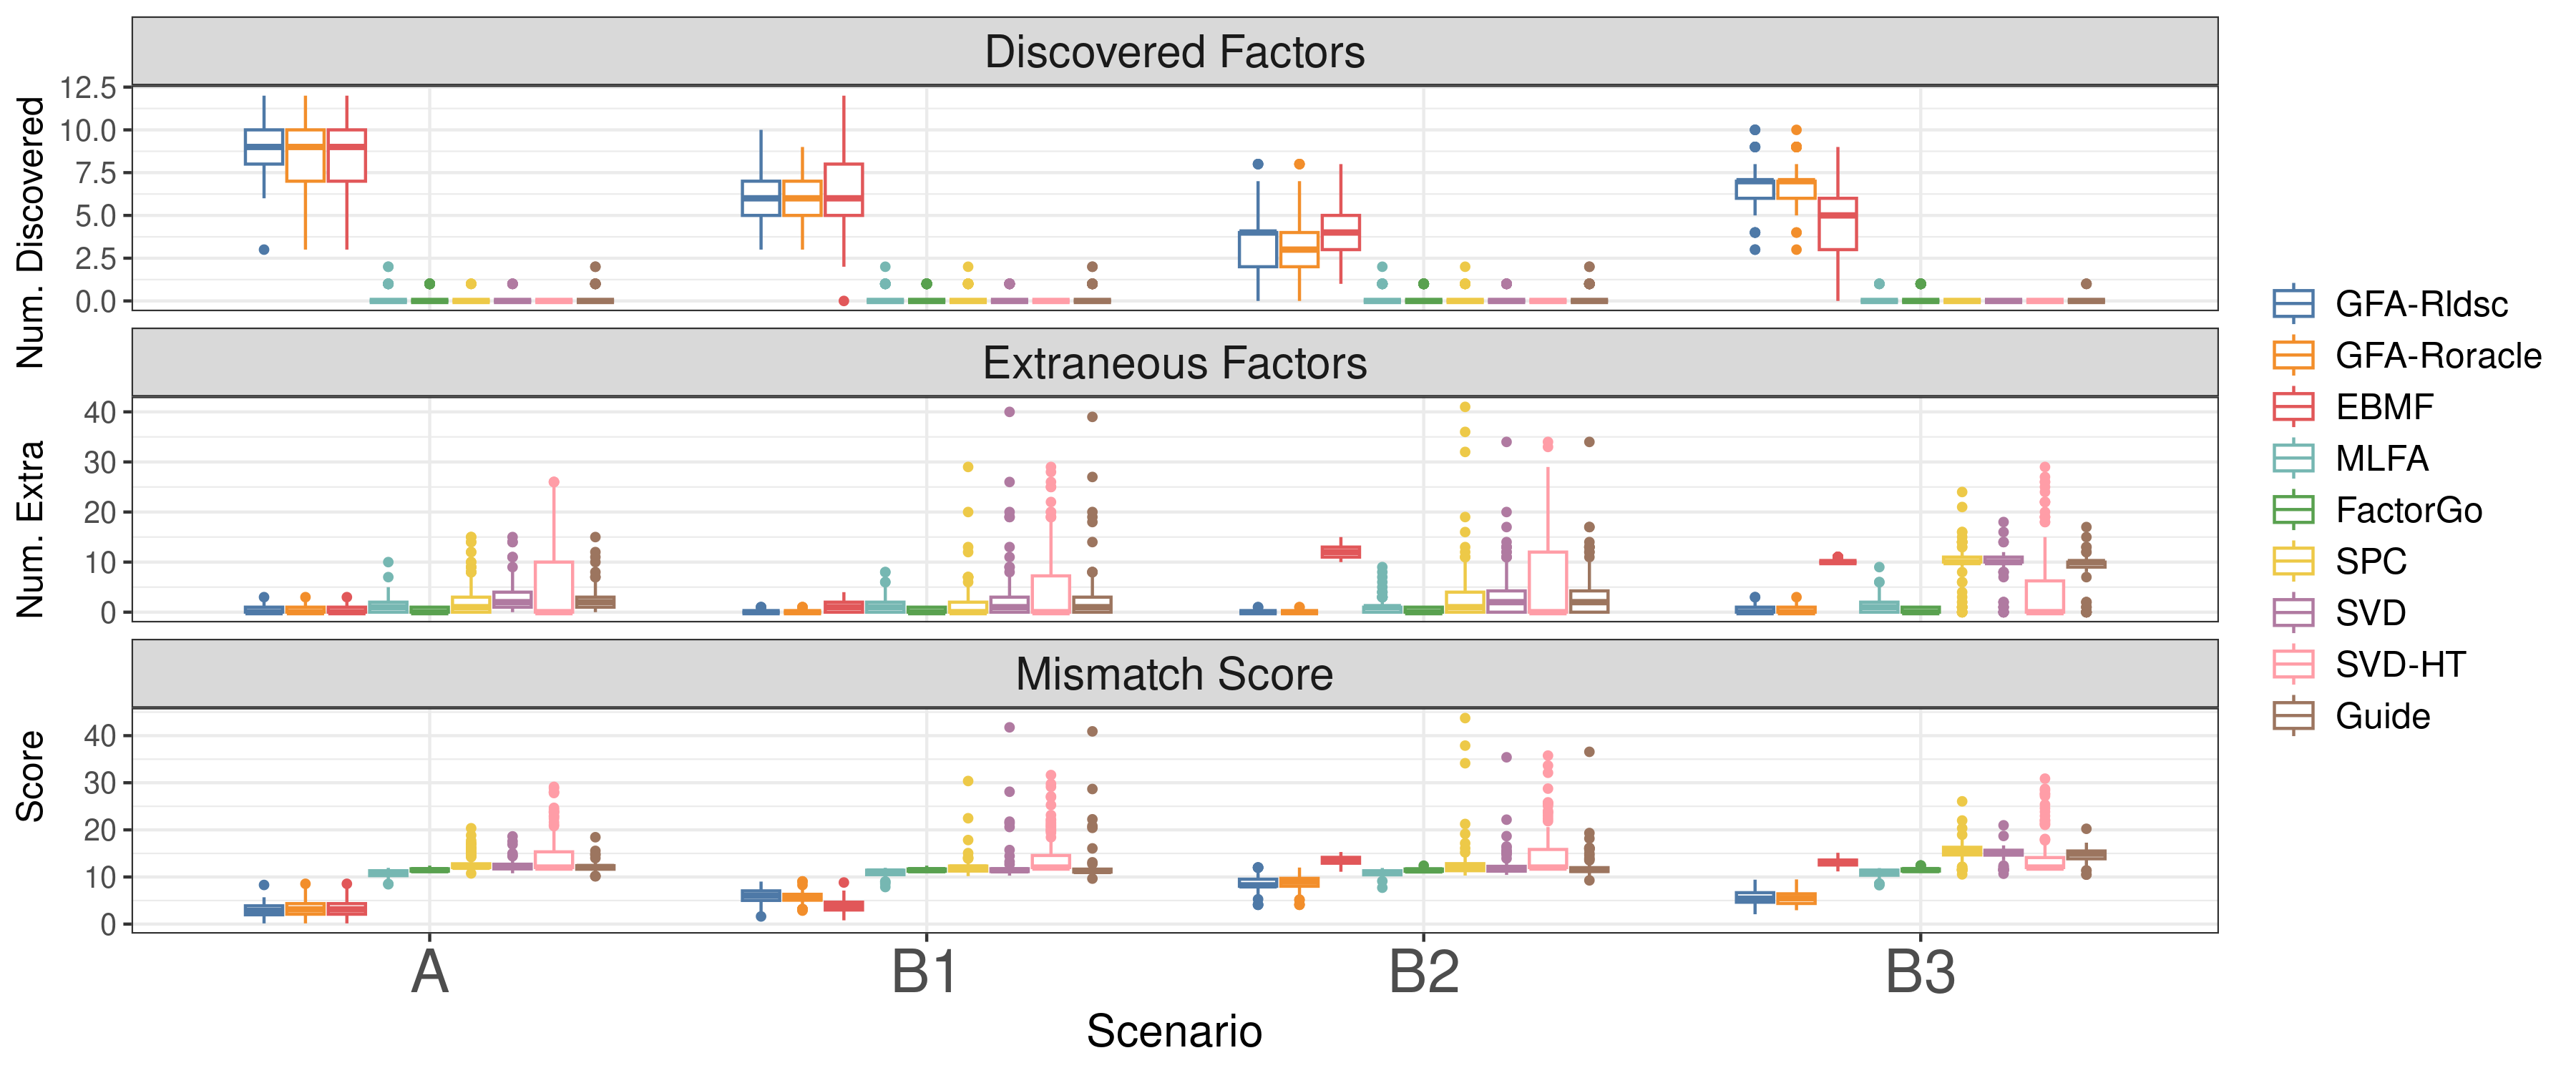 Discovered Factors
Num. Discovered
12.5
10.0
7.5
5.0
2.5
0.0
Extraneous Factors
Num. Extra
40
30
20
10
0
Mismatch Score
Score
40
30
20
10
0
A B1 B2 B3
Scenario
GFA-Rldsc
GFA-Roracle
EBMF
MLFA
FactorGo
SPC
SVD
SVD-HT
Guide